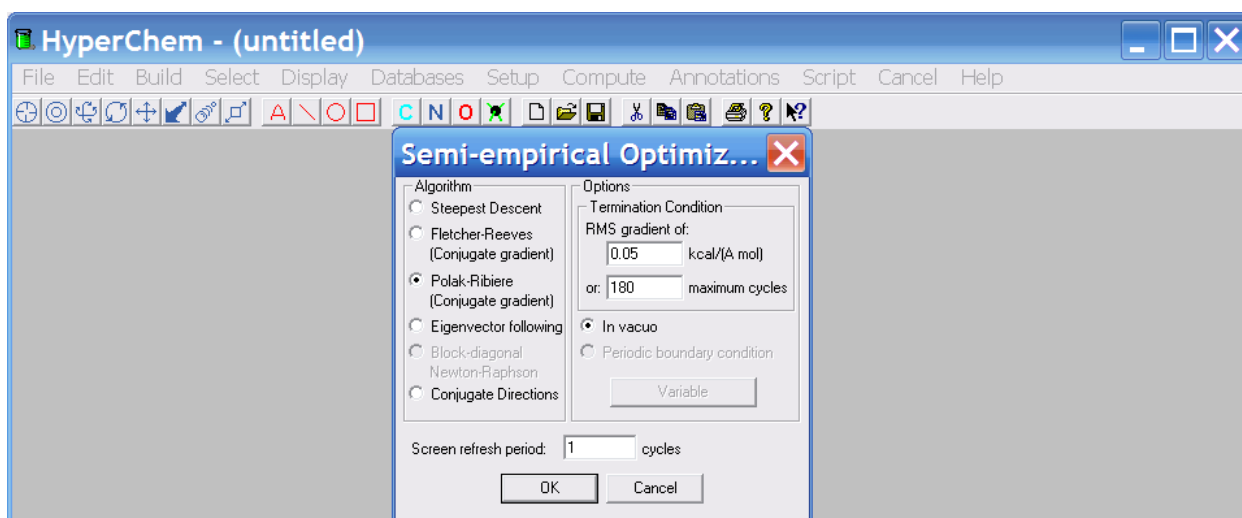 HyperChem - (untitled)
File Edit Build Select Display Databases Setup Compute Annotations Script Cancel Help
A C N O ? ?
Semi-empirical Optimiz...
Algorithm
Steepest Descent
Fletcher-Reeves
(Conjugate gradient)
Polak-Ribiere
(Conjugate gradient)
Eigenvector following
Block-diagonal
Newton-Raphson
Conjugate Directions
Options
Termination Condition
RMS gradient of:
0.05 kcal/(A mol)
or: 180 maximum cycles
In vacuo
Periodic boundary condition
Variable
Screen refresh period: 1 cycles
OK Cancel